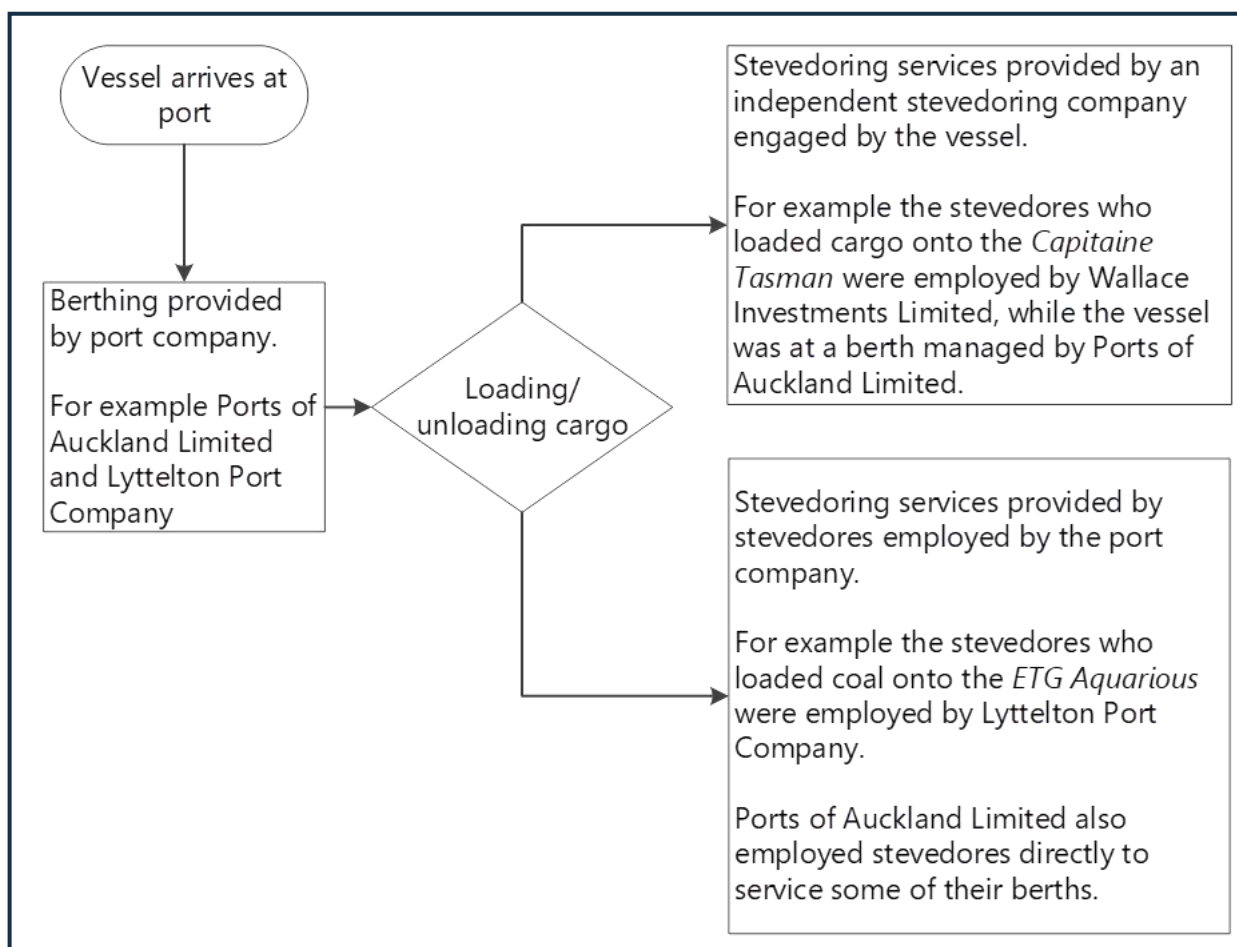 Vessel arrives at
port
Berthing provided
by port company.
For example Ports of
Auckland Limited
and Lyttelton Port
Company
Loading/
unloading cargo
Stevedoring services provided by an
independent stevedoring company
engaged by the vessel.
For example the stevedores who
loaded cargo onto the Capitaine
Tasman were employed by Wallace
Investments Limited, while the vessel
was at a berth managed by Ports of
Auckland Limited.
Stevedoring services provided by
stevedores employed by the port
company.
For example the stevedores who
loaded coal onto the ETG Aquarious
were employed by Lyttelton Port
Company.
Ports of Auckland Limited also
employed stevedores directly to
service some of their berths.